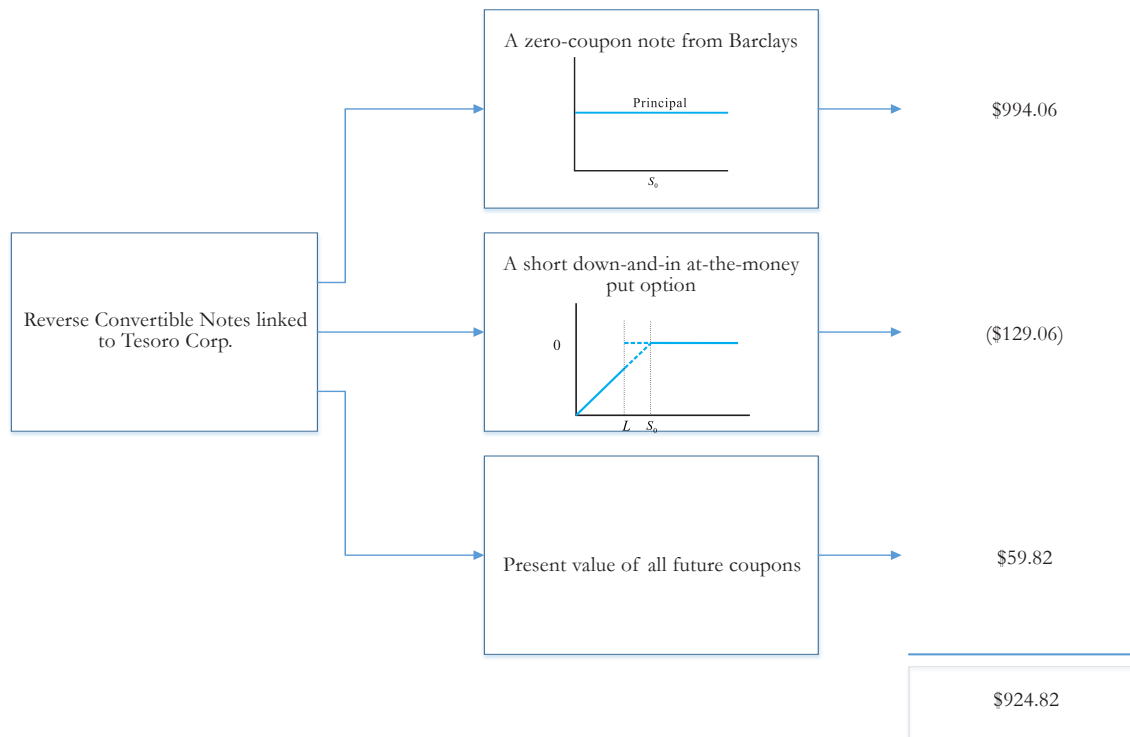 A zero-coupon note from Barclays
Principal
S₀
$994.06
Reverse Convertible Notes linked
to Tesoro Corp.
A short down-and-in at-the-money
put option
0
L S₀
($129.06)
Present value of all future coupons
$59.82
$924.82